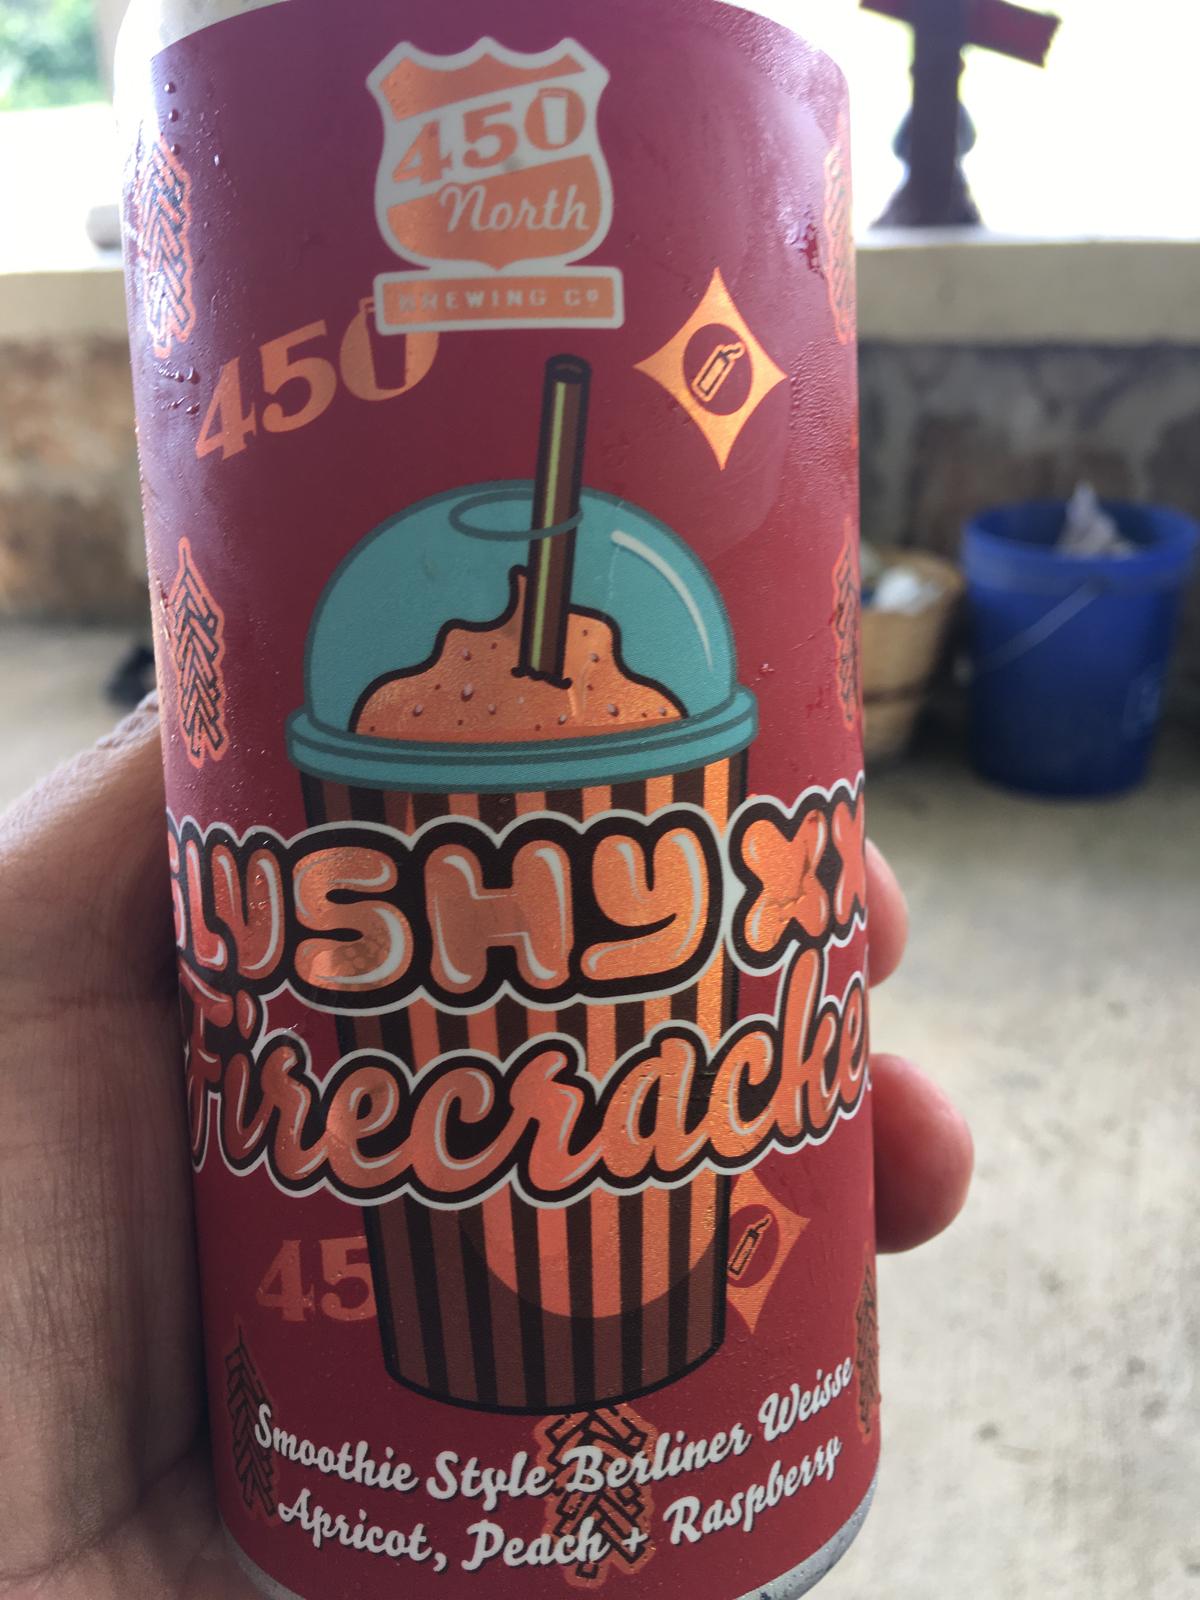 450
North
BREWING Co
450
SLUSHY XX
Firecracker
45
Smoothie Style Berliner Weisse
Apricot, Peach + Raspberry